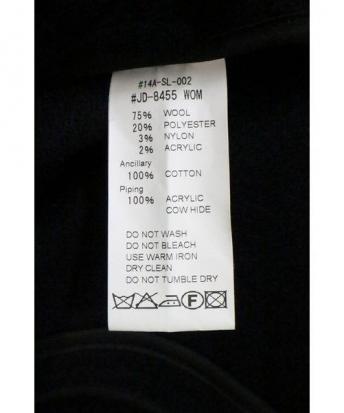 #14A-SL-002
#JD-8455 WOM
75% WOOL
20% POLYESTER
3% NYLON
2% ACRYLIC
Ancillary
100% COTTON
Piping
100% ACRYLIC
COW HIDE
DO NOT WASH
DO NOT BLEACH
USE WARM IRON
DRY CLEAN
DO NOT TUMBLE DRY
F